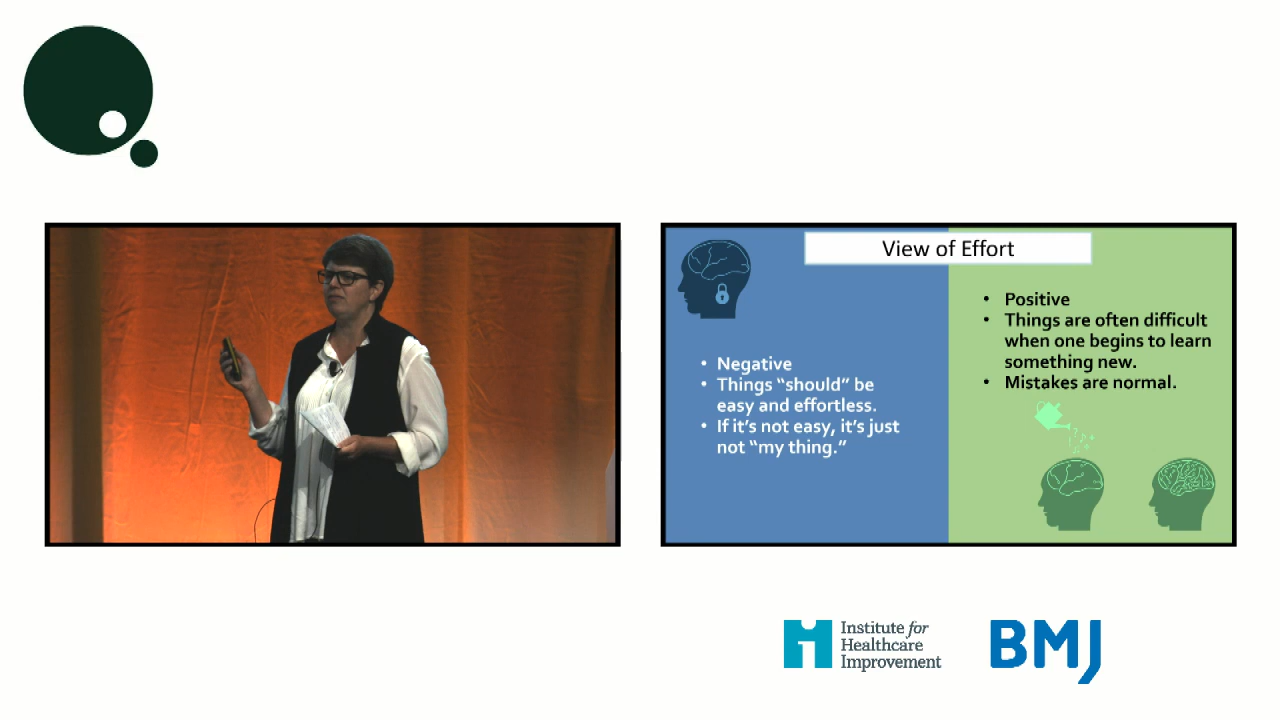 View of Effort
• Negative
• Things “should” be
easy and effortless.
• If it’s not easy, it’s just
not “my thing.”
• Positive
• Things are often difficult
when one begins to learn
something new.
• Mistakes are normal.
Institute for
Healthcare
Improvement
BMJ